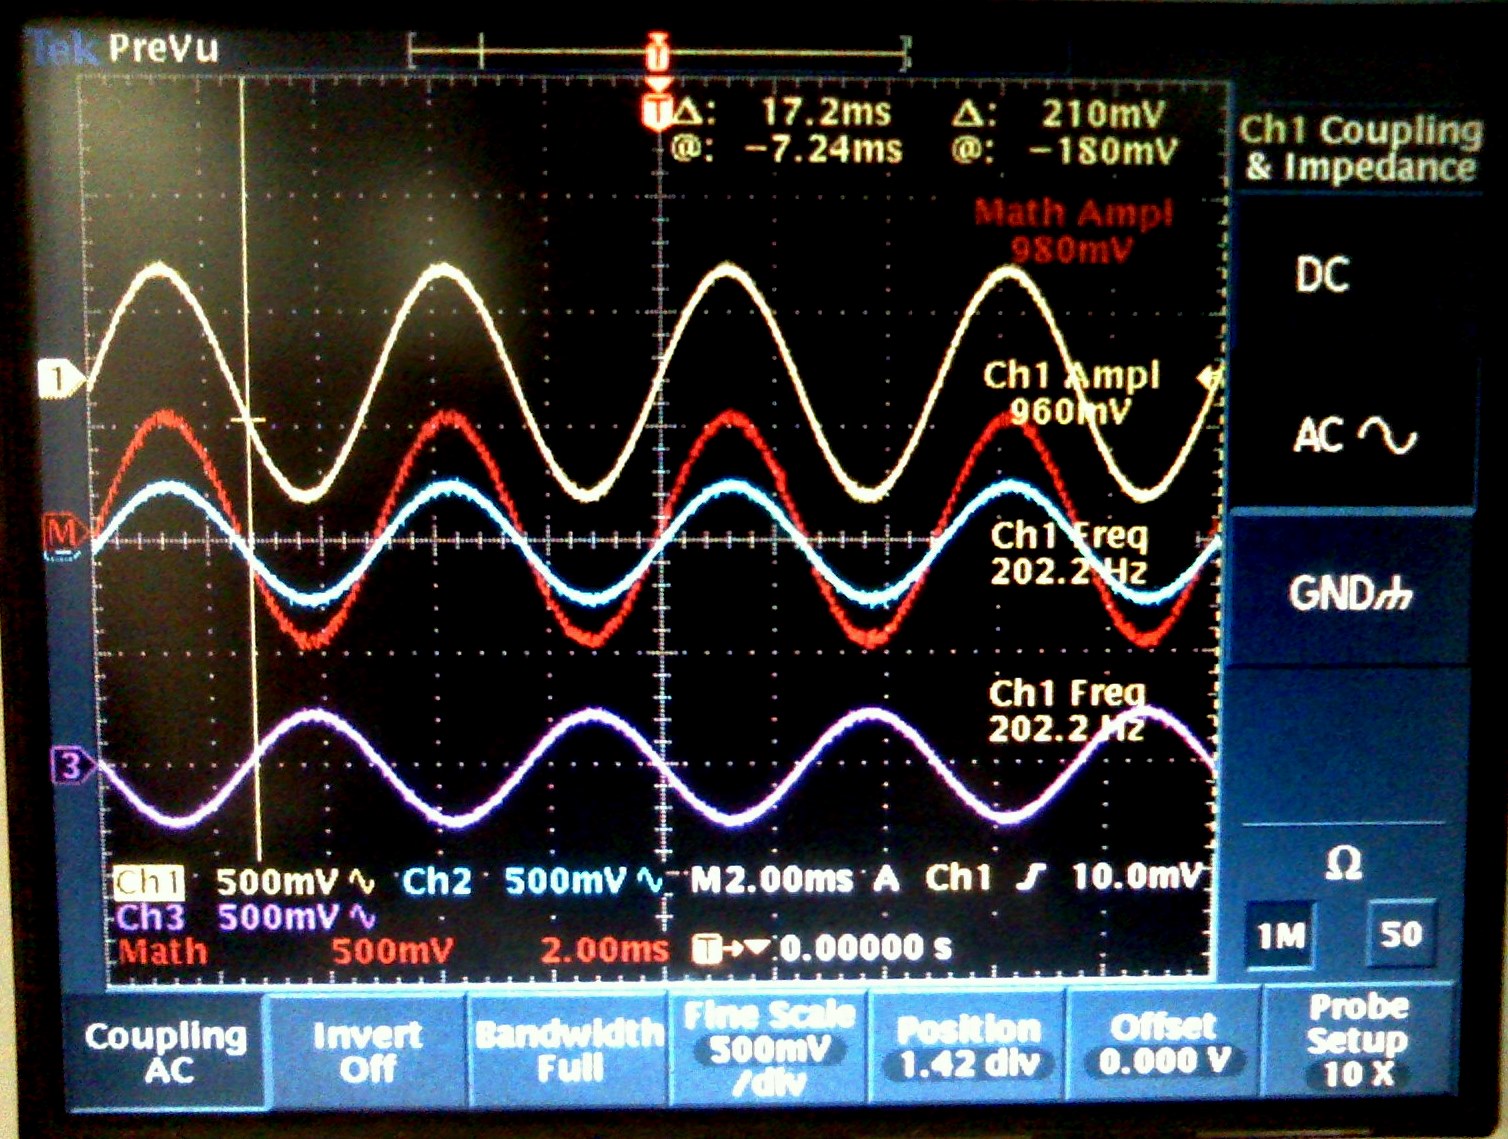 Tek PreVu
Δ: 17.2ms Δ: 210mV
@: -7.24ms @: -180mV
Math Ampl
980mV
Ch1 Ampl
960mV
Ch1 Freq
202.2 Hz
Ch1 Freq
202.2 Hz
1
M
3
Ch1 500mV∿ Ch2 500mV∿ M2.00ms A Ch1 ƒ 10.0mV
Ch3 500mV∿
Math 500mV 2.00ms T→▼:0.00000 s
Ch1 Coupling
& Impedance
DC
AC ∿
GND
Ω
1M 50
Coupling
AC
Invert
Off
Bandwidth
Full
Fine Scale
500mV
/div
Position
1.42 div
Offset
0.000 V
Probe
Setup
10 X